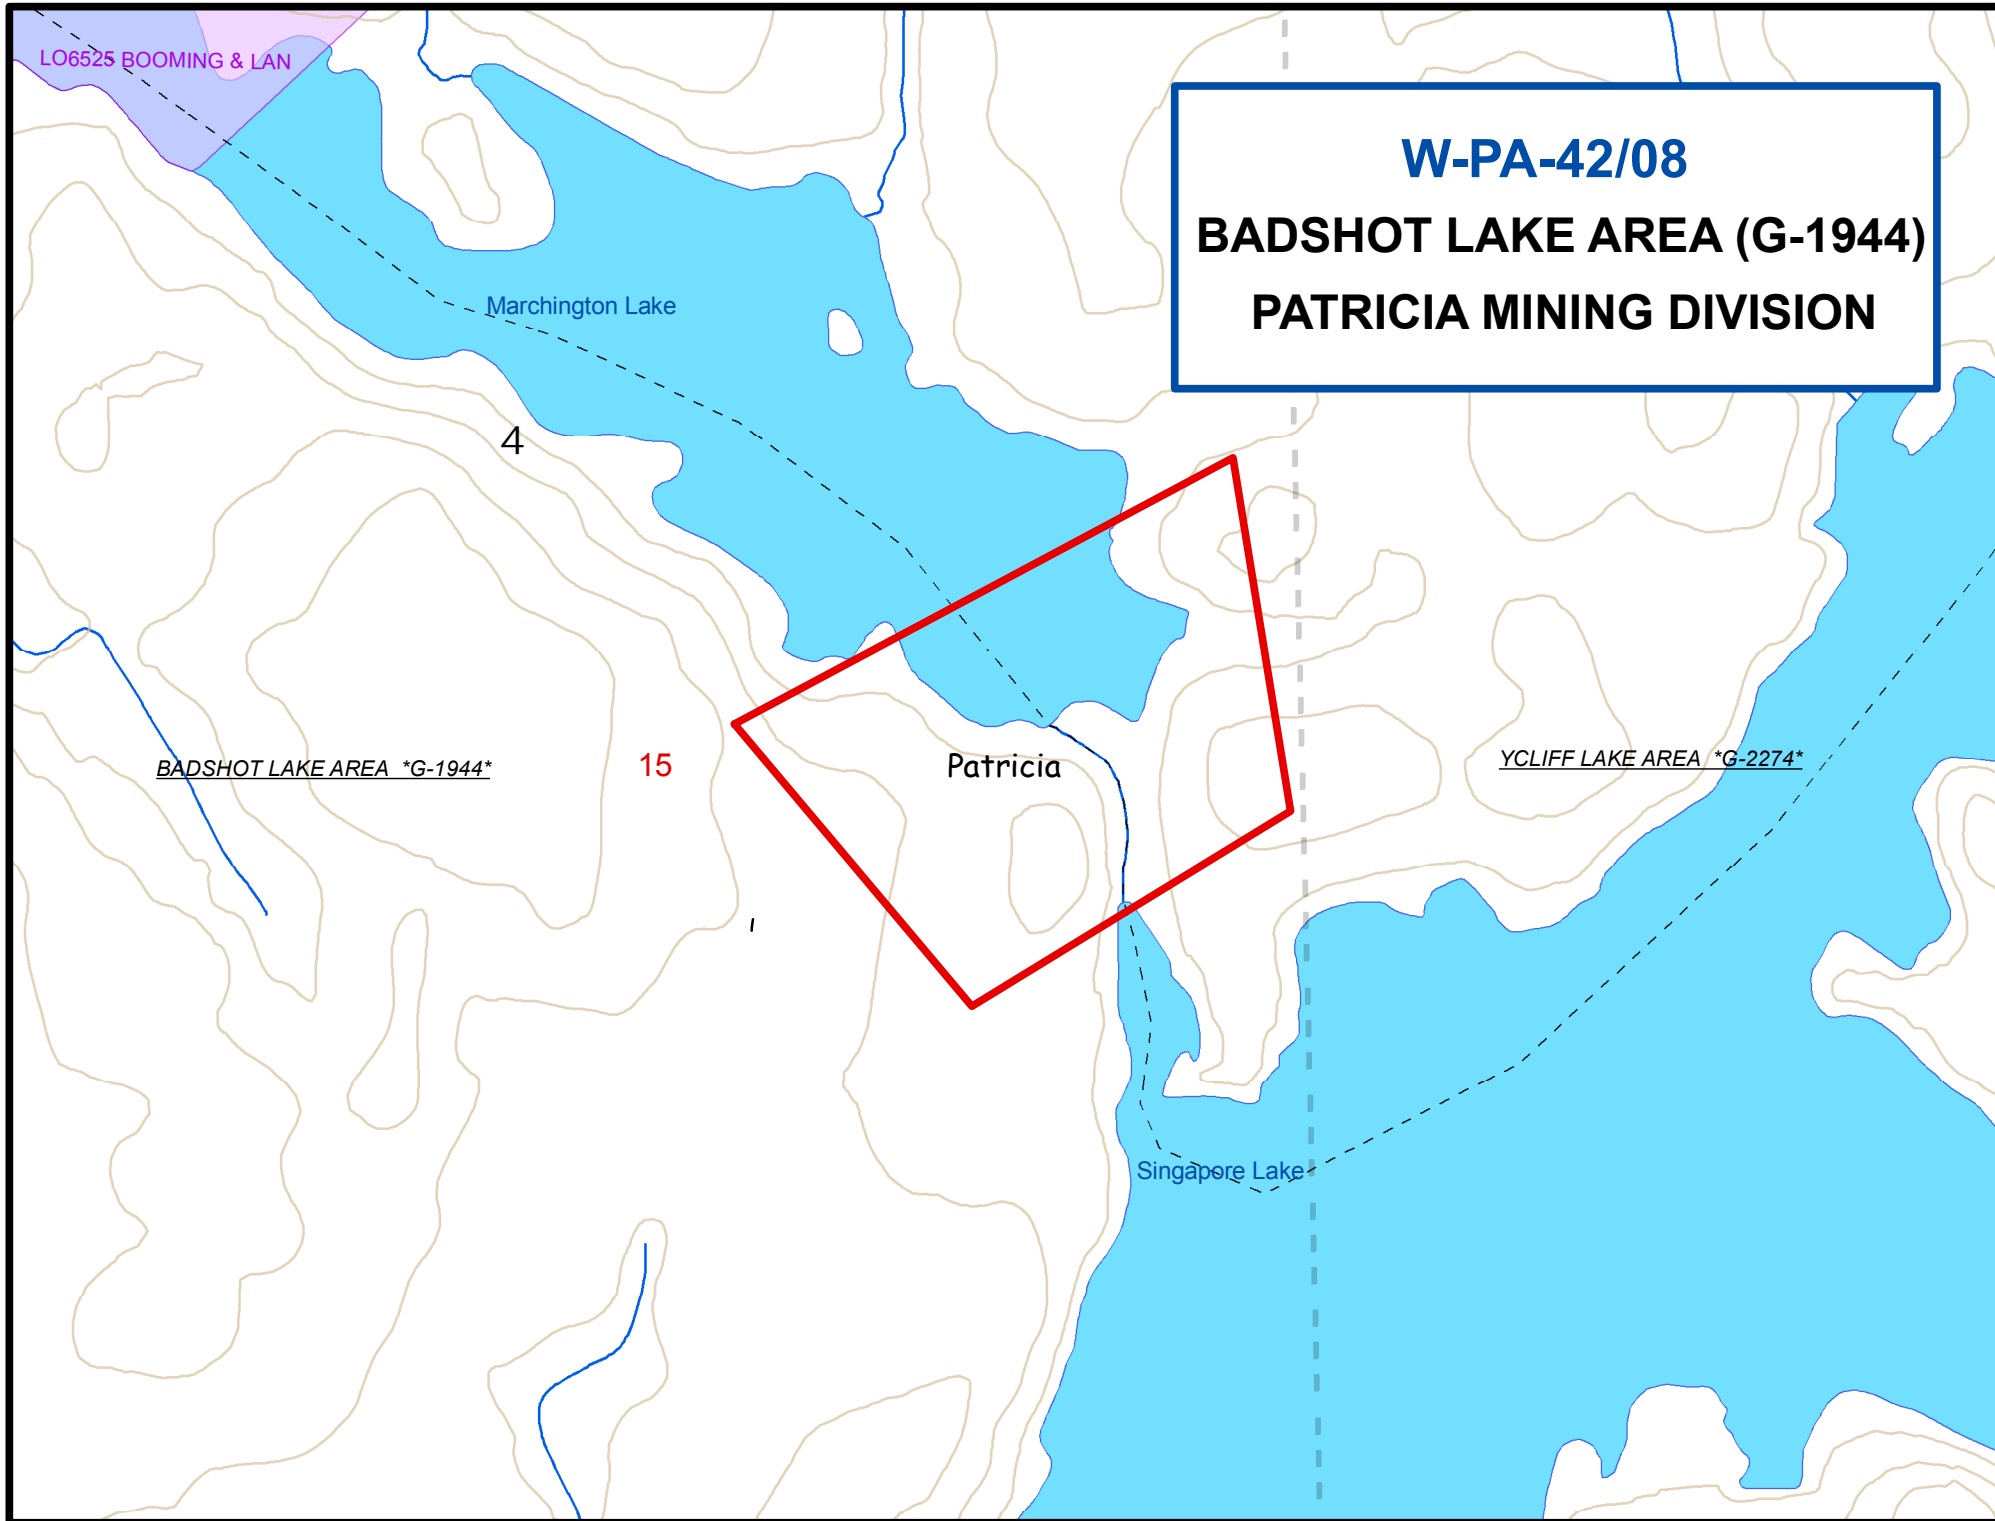 LO6525 BOOMING & LAN
W-PA-42/08
BADSHOT LAKE AREA (G-1944)
PATRICIA MINING DIVISION
Marchington Lake
4
BADSHOT LAKE AREA *G-1944*
15
Patricia
YCLIFF LAKE AREA *G-2274*
Singapore Lake